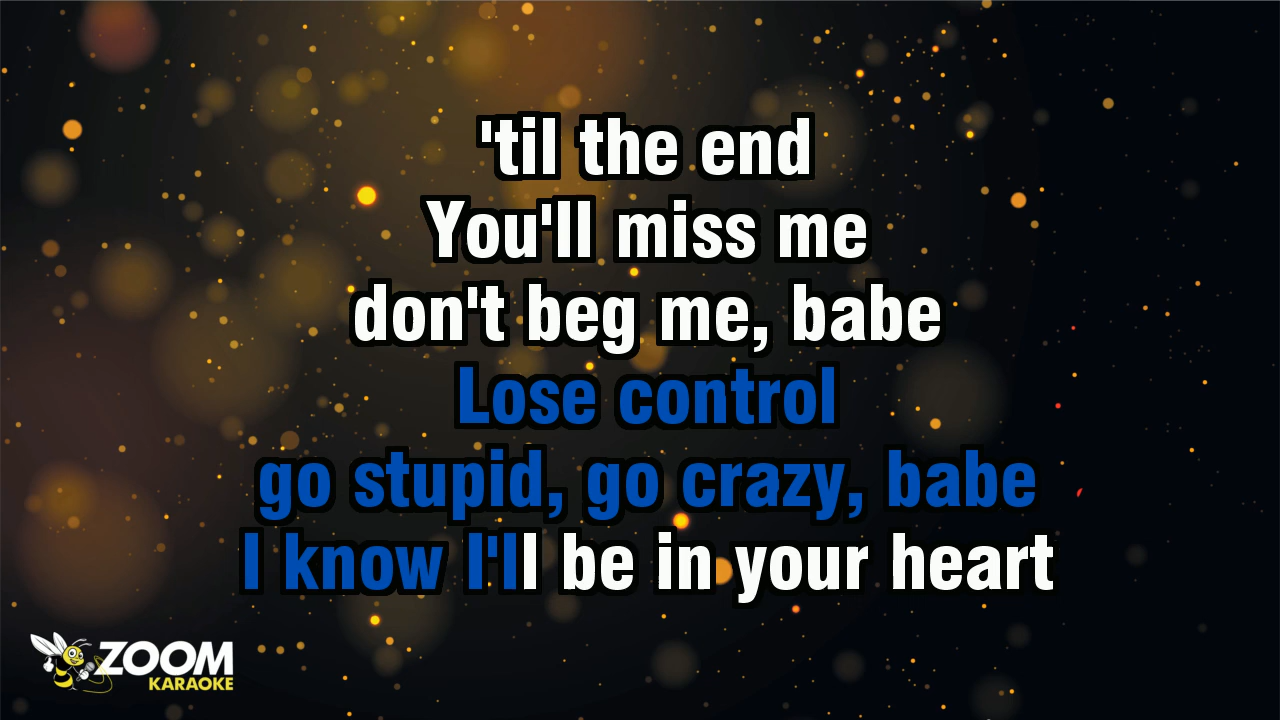 'til the end
You'll miss me
don't beg me, babe
Lose control
go stupid, go crazy, babe
I know I'll be in your heart
ZOOM
KARAOKE